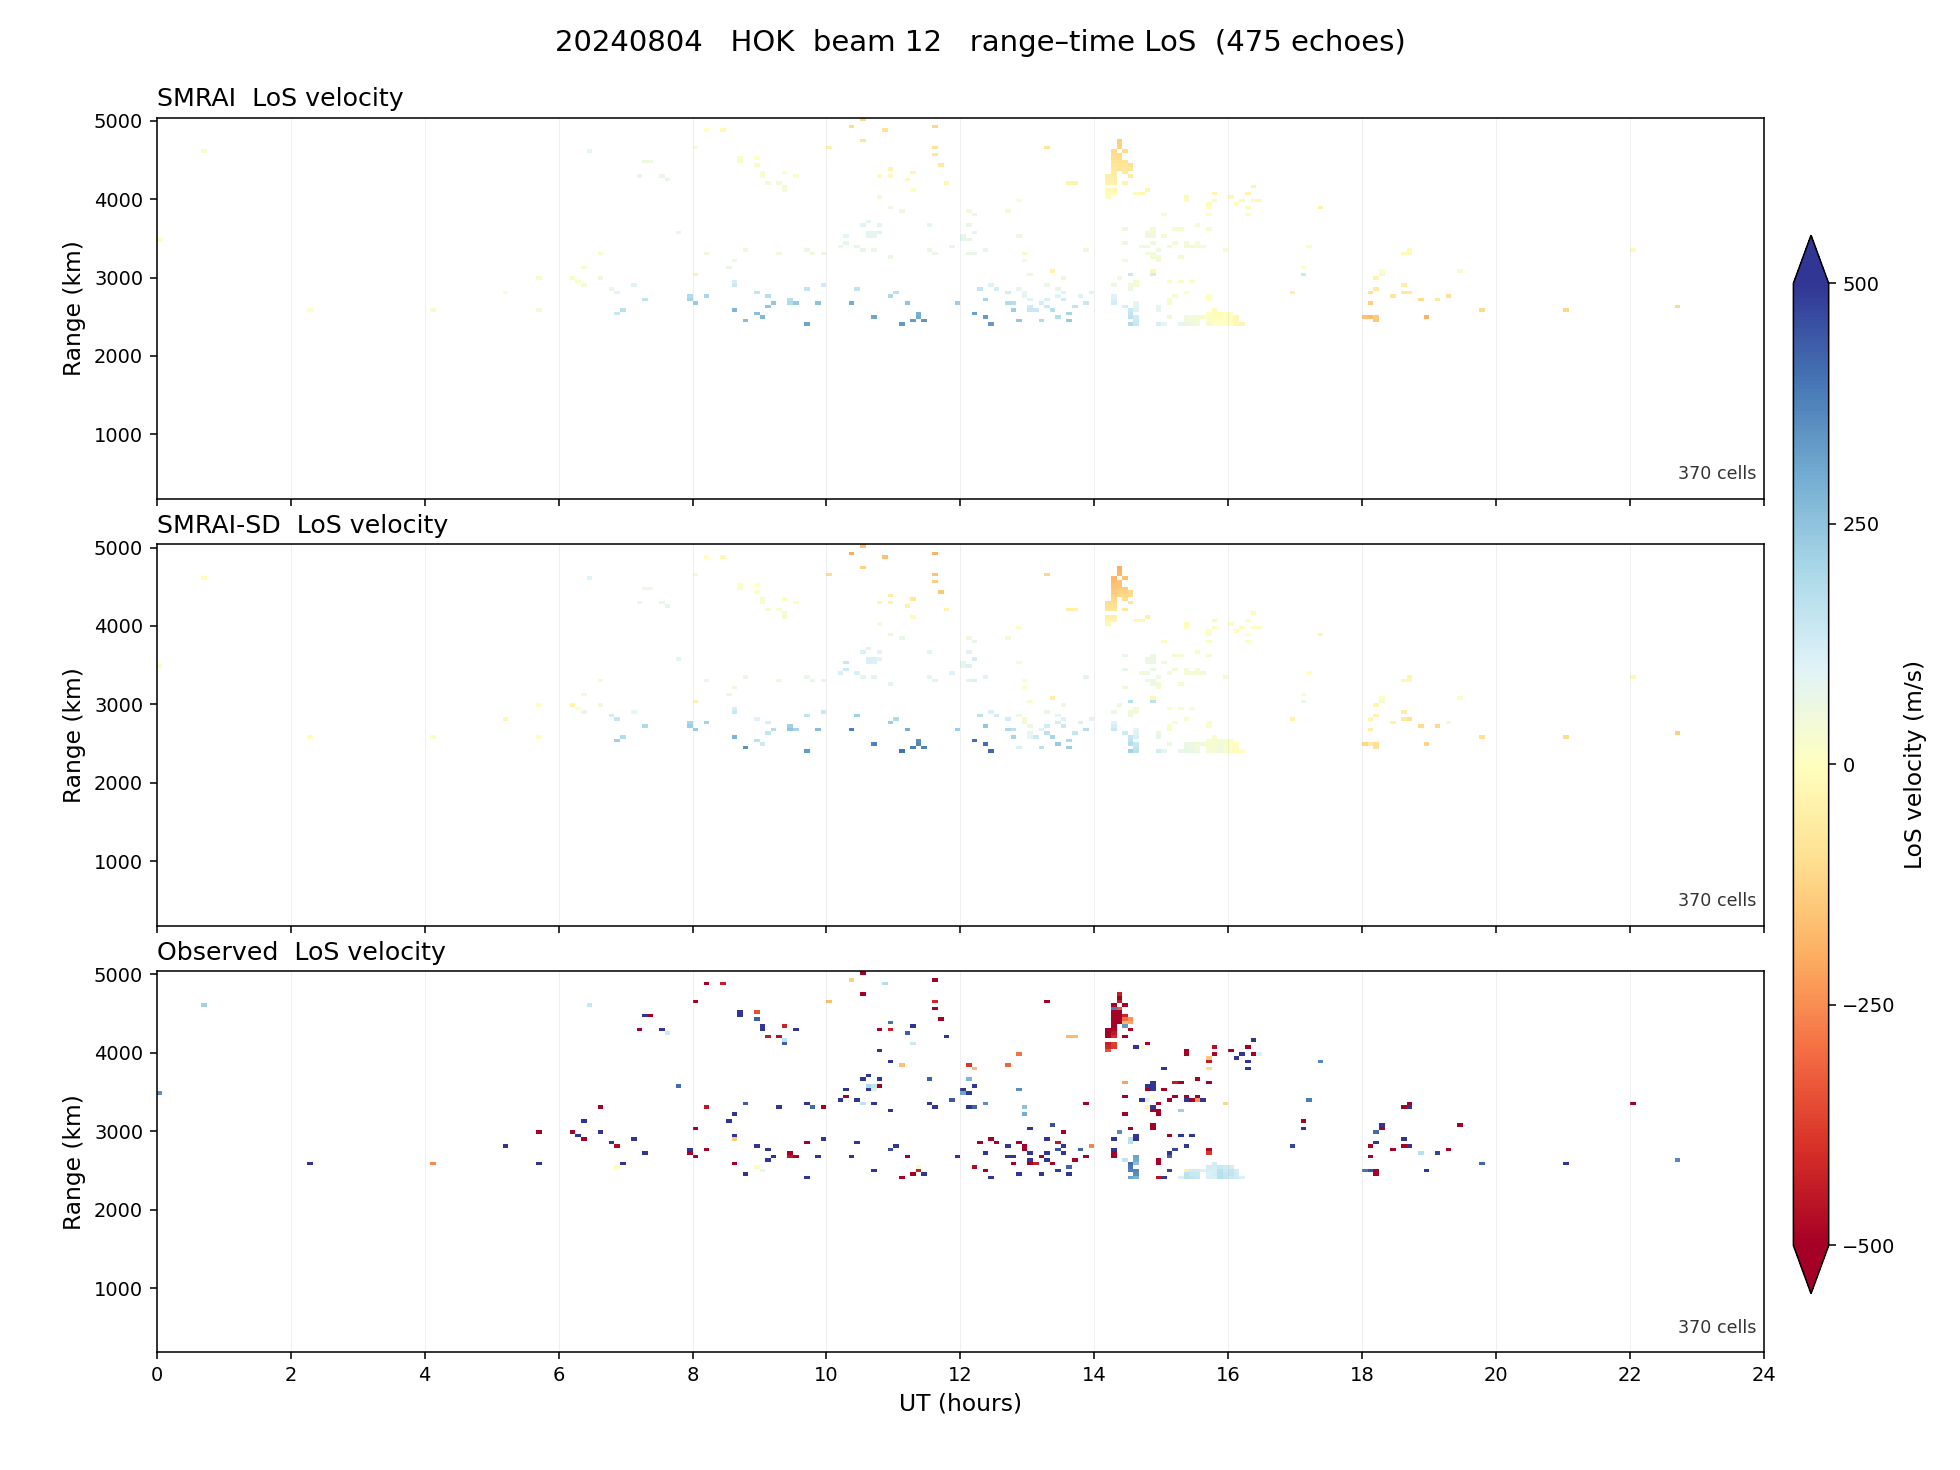 20240804 HOK beam 12 range–time LoS (475 echoes)
SMRAI LoS velocity
5000
4000
3000
2000
1000
Range (km)
370 cells
SMRAI-SD LoS velocity
5000
4000
3000
2000
1000
Range (km)
370 cells
Observed LoS velocity
5000
4000
3000
2000
1000
Range (km)
370 cells
0 2 4 6 8 10 12 14 16 18 20 22 24
UT (hours)
500
250
0
−250
−500
LoS velocity (m/s)